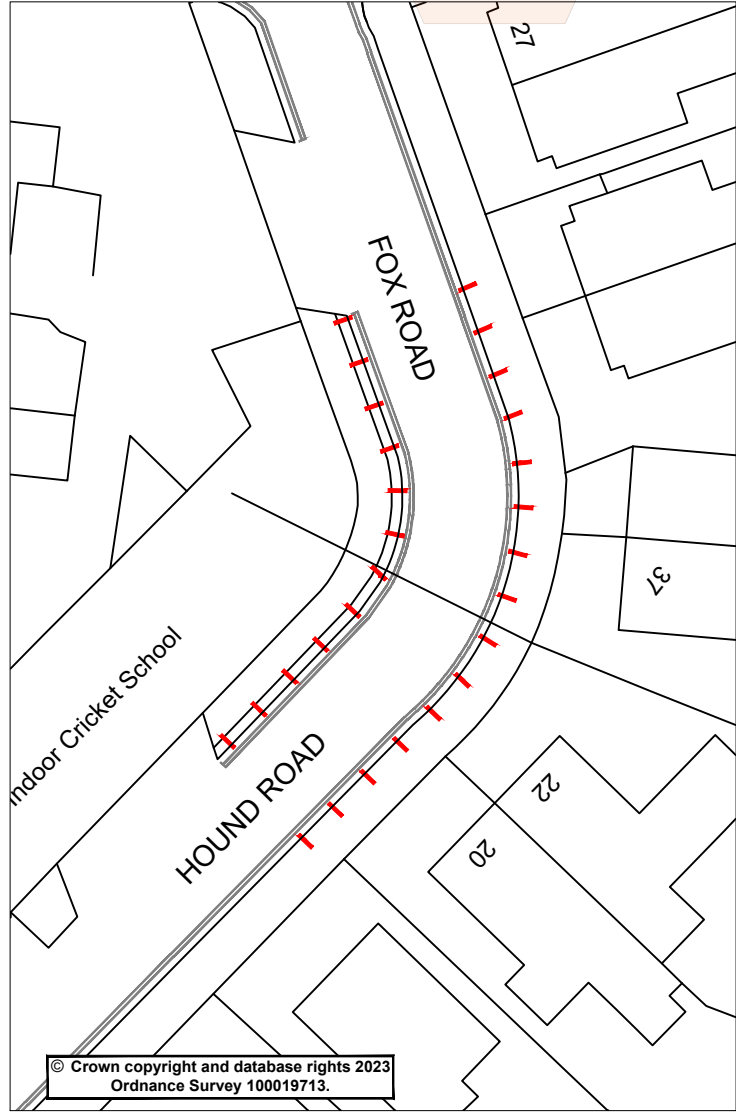 27
FOX ROAD
37
Indoor Cricket School
HOUND ROAD
22
20
© Crown copyright and database rights 2023
Ordnance Survey 100019713.